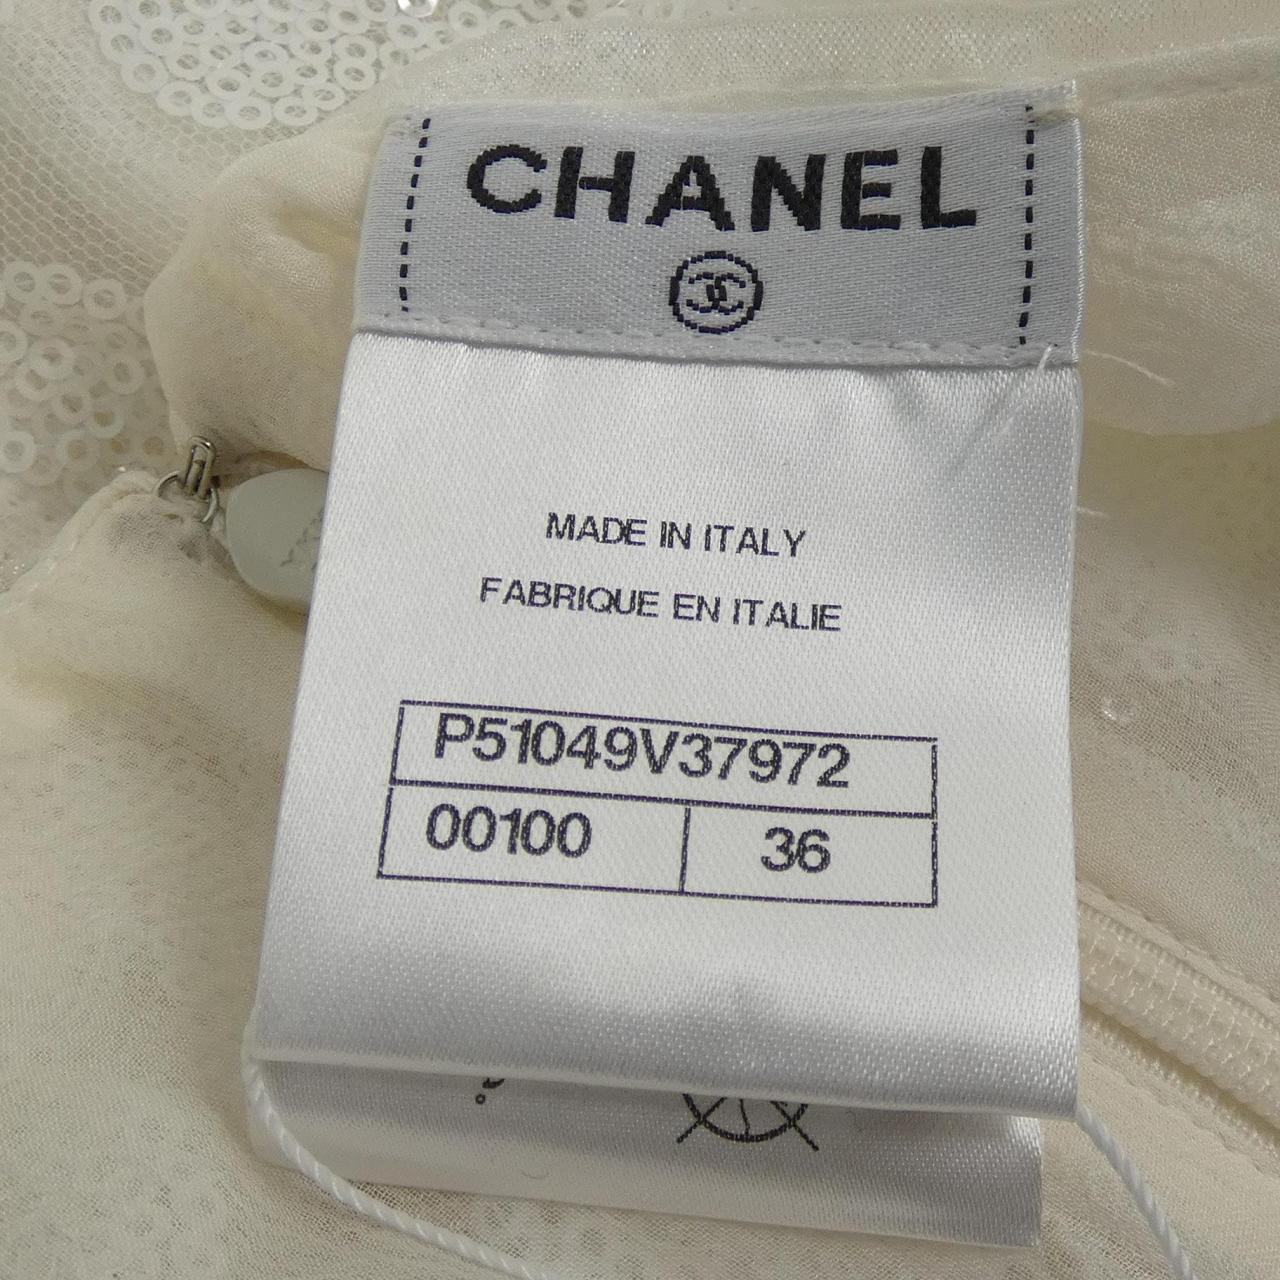 CHANEL
MADE IN ITALY
FABRIQUE EN ITALIE
P51049V37972
00100 36